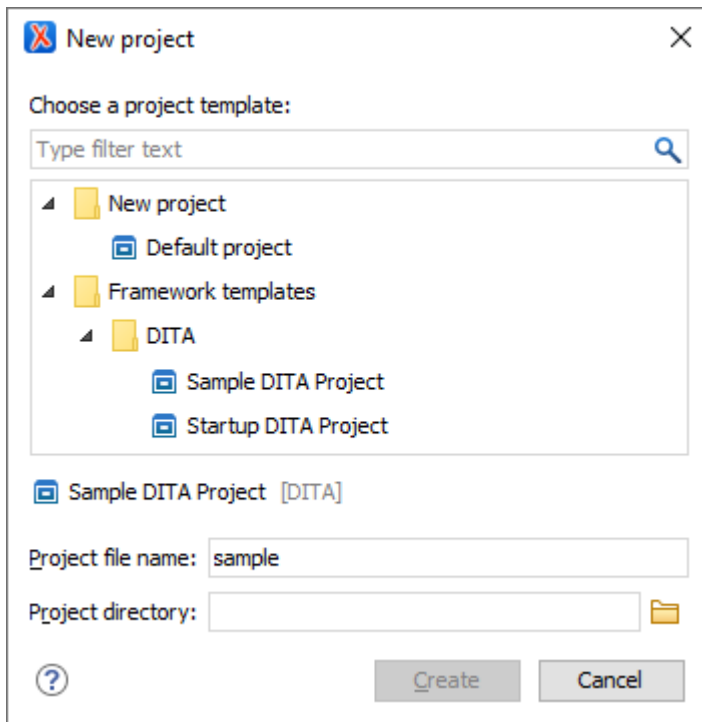 New project
Choose a project template:
Type filter text
New project
Default project
Framework templates
DITA
Sample DITA Project
Startup DITA Project
Sample DITA Project [DITA]
Project file name: sample
Project directory:
? Create Cancel